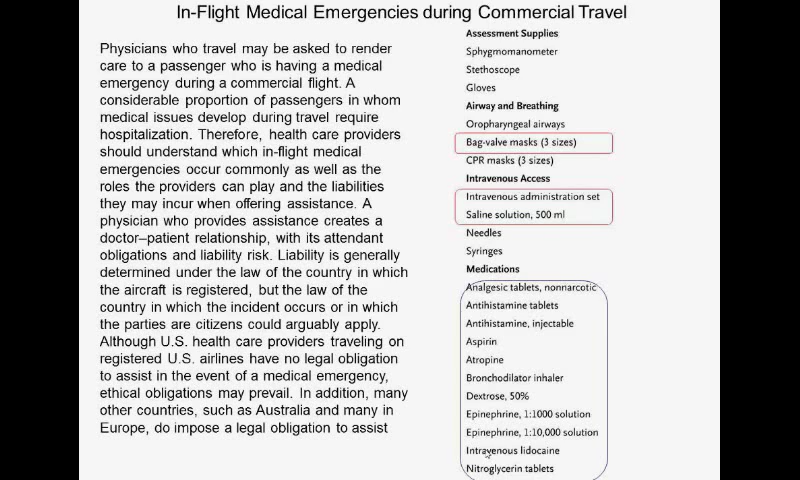 In-Flight Medical Emergencies during Commercial Travel
Physicians who travel may be asked to render
care to a passenger who is having a medical
emergency during a commercial flight. A
considerable proportion of passengers in whom
medical issues develop during travel require
hospitalization. Therefore, health care providers
should understand which in-flight medical
emergencies occur commonly as well as the
roles the providers can play and the liabilities
they may incur when offering assistance. A
physician who provides assistance creates a
doctor–patient relationship, with its attendant
obligations and liability risk. Liability is generally
determined under the law of the country in which
the aircraft is registered, but the law of the
country in which the incident occurs or in which
the parties are citizens could arguably apply.
Although U.S. health care providers traveling on
registered U.S. airlines have no legal obligation
to assist in the event of a medical emergency,
ethical obligations may prevail. In addition, many
other countries, such as Australia and many in
Europe, do impose a legal obligation to assist
Assessment Supplies
Sphygmomanometer
Stethoscope
Gloves
Airway and Breathing
Oropharyngeal airways
Bag-valve masks (3 sizes)
CPR masks (3 sizes)
Intravenous Access
Intravenous administration set
Saline solution, 500 ml
Needles
Syringes
Medications
Analgesic tablets, nonnarcotic
Antihistamine tablets
Antihistamine, injectable
Aspirin
Atropine
Bronchodilator inhaler
Dextrose, 50%
Epinephrine, 1:1000 solution
Epinephrine, 1:10,000 solution
Intravenous lidocaine
Nitroglycerin tablets